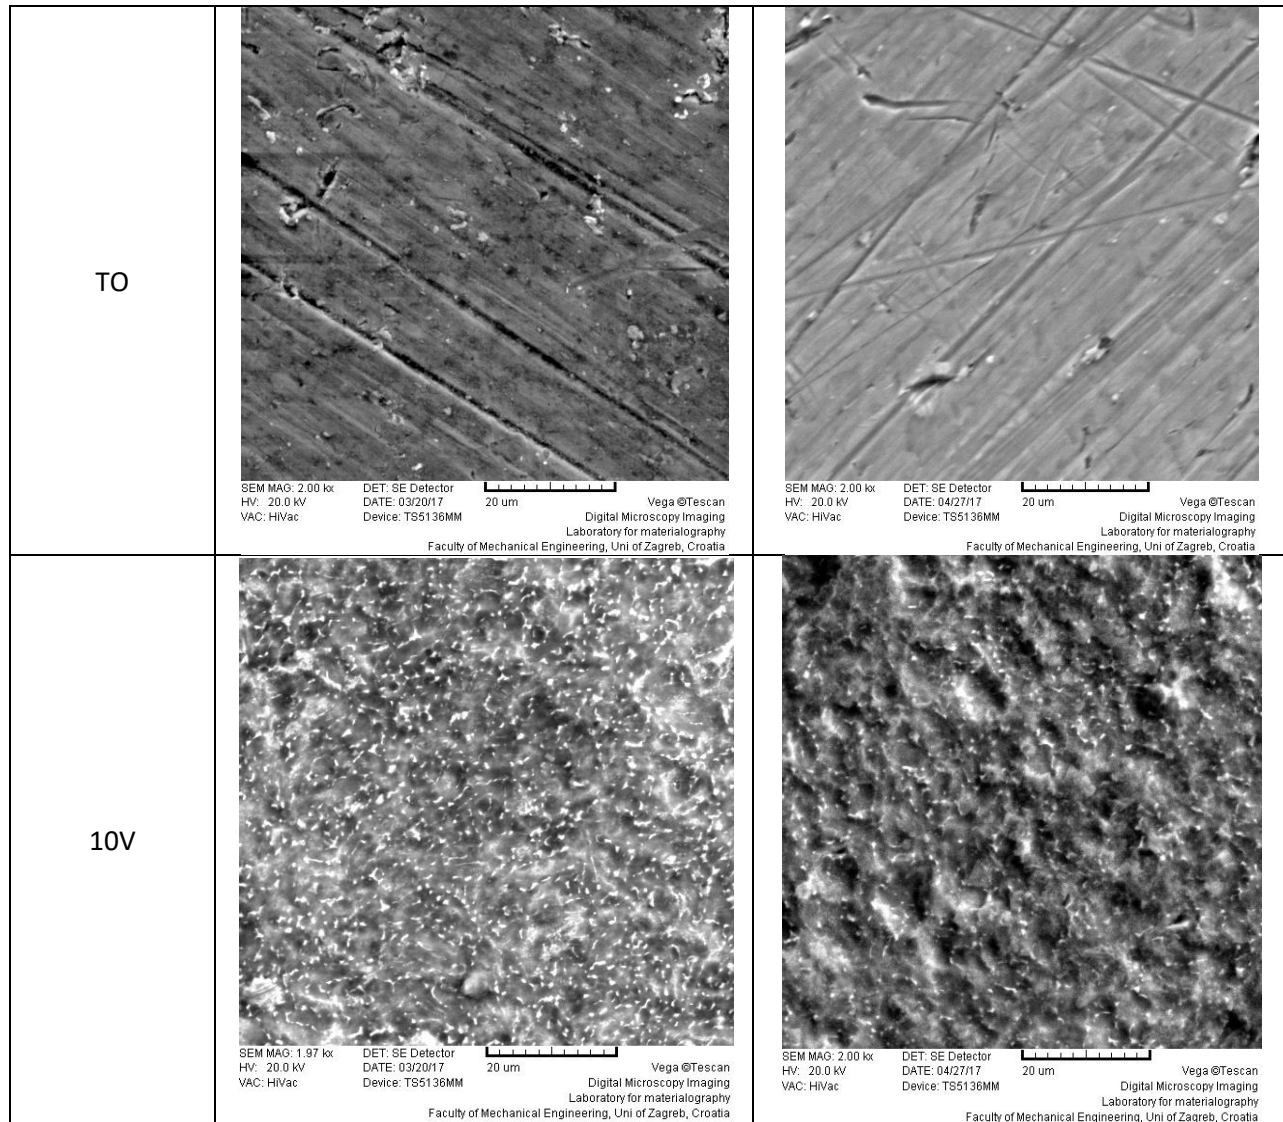 TO
SEM MAG: 2.00 kx DET: SE Detector
HV: 20.0 kV DATE: 03/20/17 20 um Vega ©Tescan
VAC: HiVac Device: TS5136MM Digital Microscopy Imaging
Laboratory for materialography
Faculty of Mechanical Engineering, Uni of Zagreb, Croatia
SEM MAG: 2.00 kx DET: SE Detector
HV: 20.0 kV DATE: 04/27/17 20 um Vega ©Tescan
VAC: HiVac Device: TS5136MM Digital Microscopy Imaging
Laboratory for materialography
Faculty of Mechanical Engineering, Uni of Zagreb, Croatia
10V
SEM MAG: 1.97 kx DET: SE Detector
HV: 20.0 kV DATE: 03/20/17 20 um Vega ©Tescan
VAC: HiVac Device: TS5136MM Digital Microscopy Imaging
Laboratory for materialography
Faculty of Mechanical Engineering, Uni of Zagreb, Croatia
SEM MAG: 2.00 kx DET: SE Detector
HV: 20.0 kV DATE: 04/27/17 20 um Vega ©Tescan
VAC: HiVac Device: TS5136MM Digital Microscopy Imaging
Laboratory for materialography
Faculty of Mechanical Engineering, Uni of Zagreb, Croatia